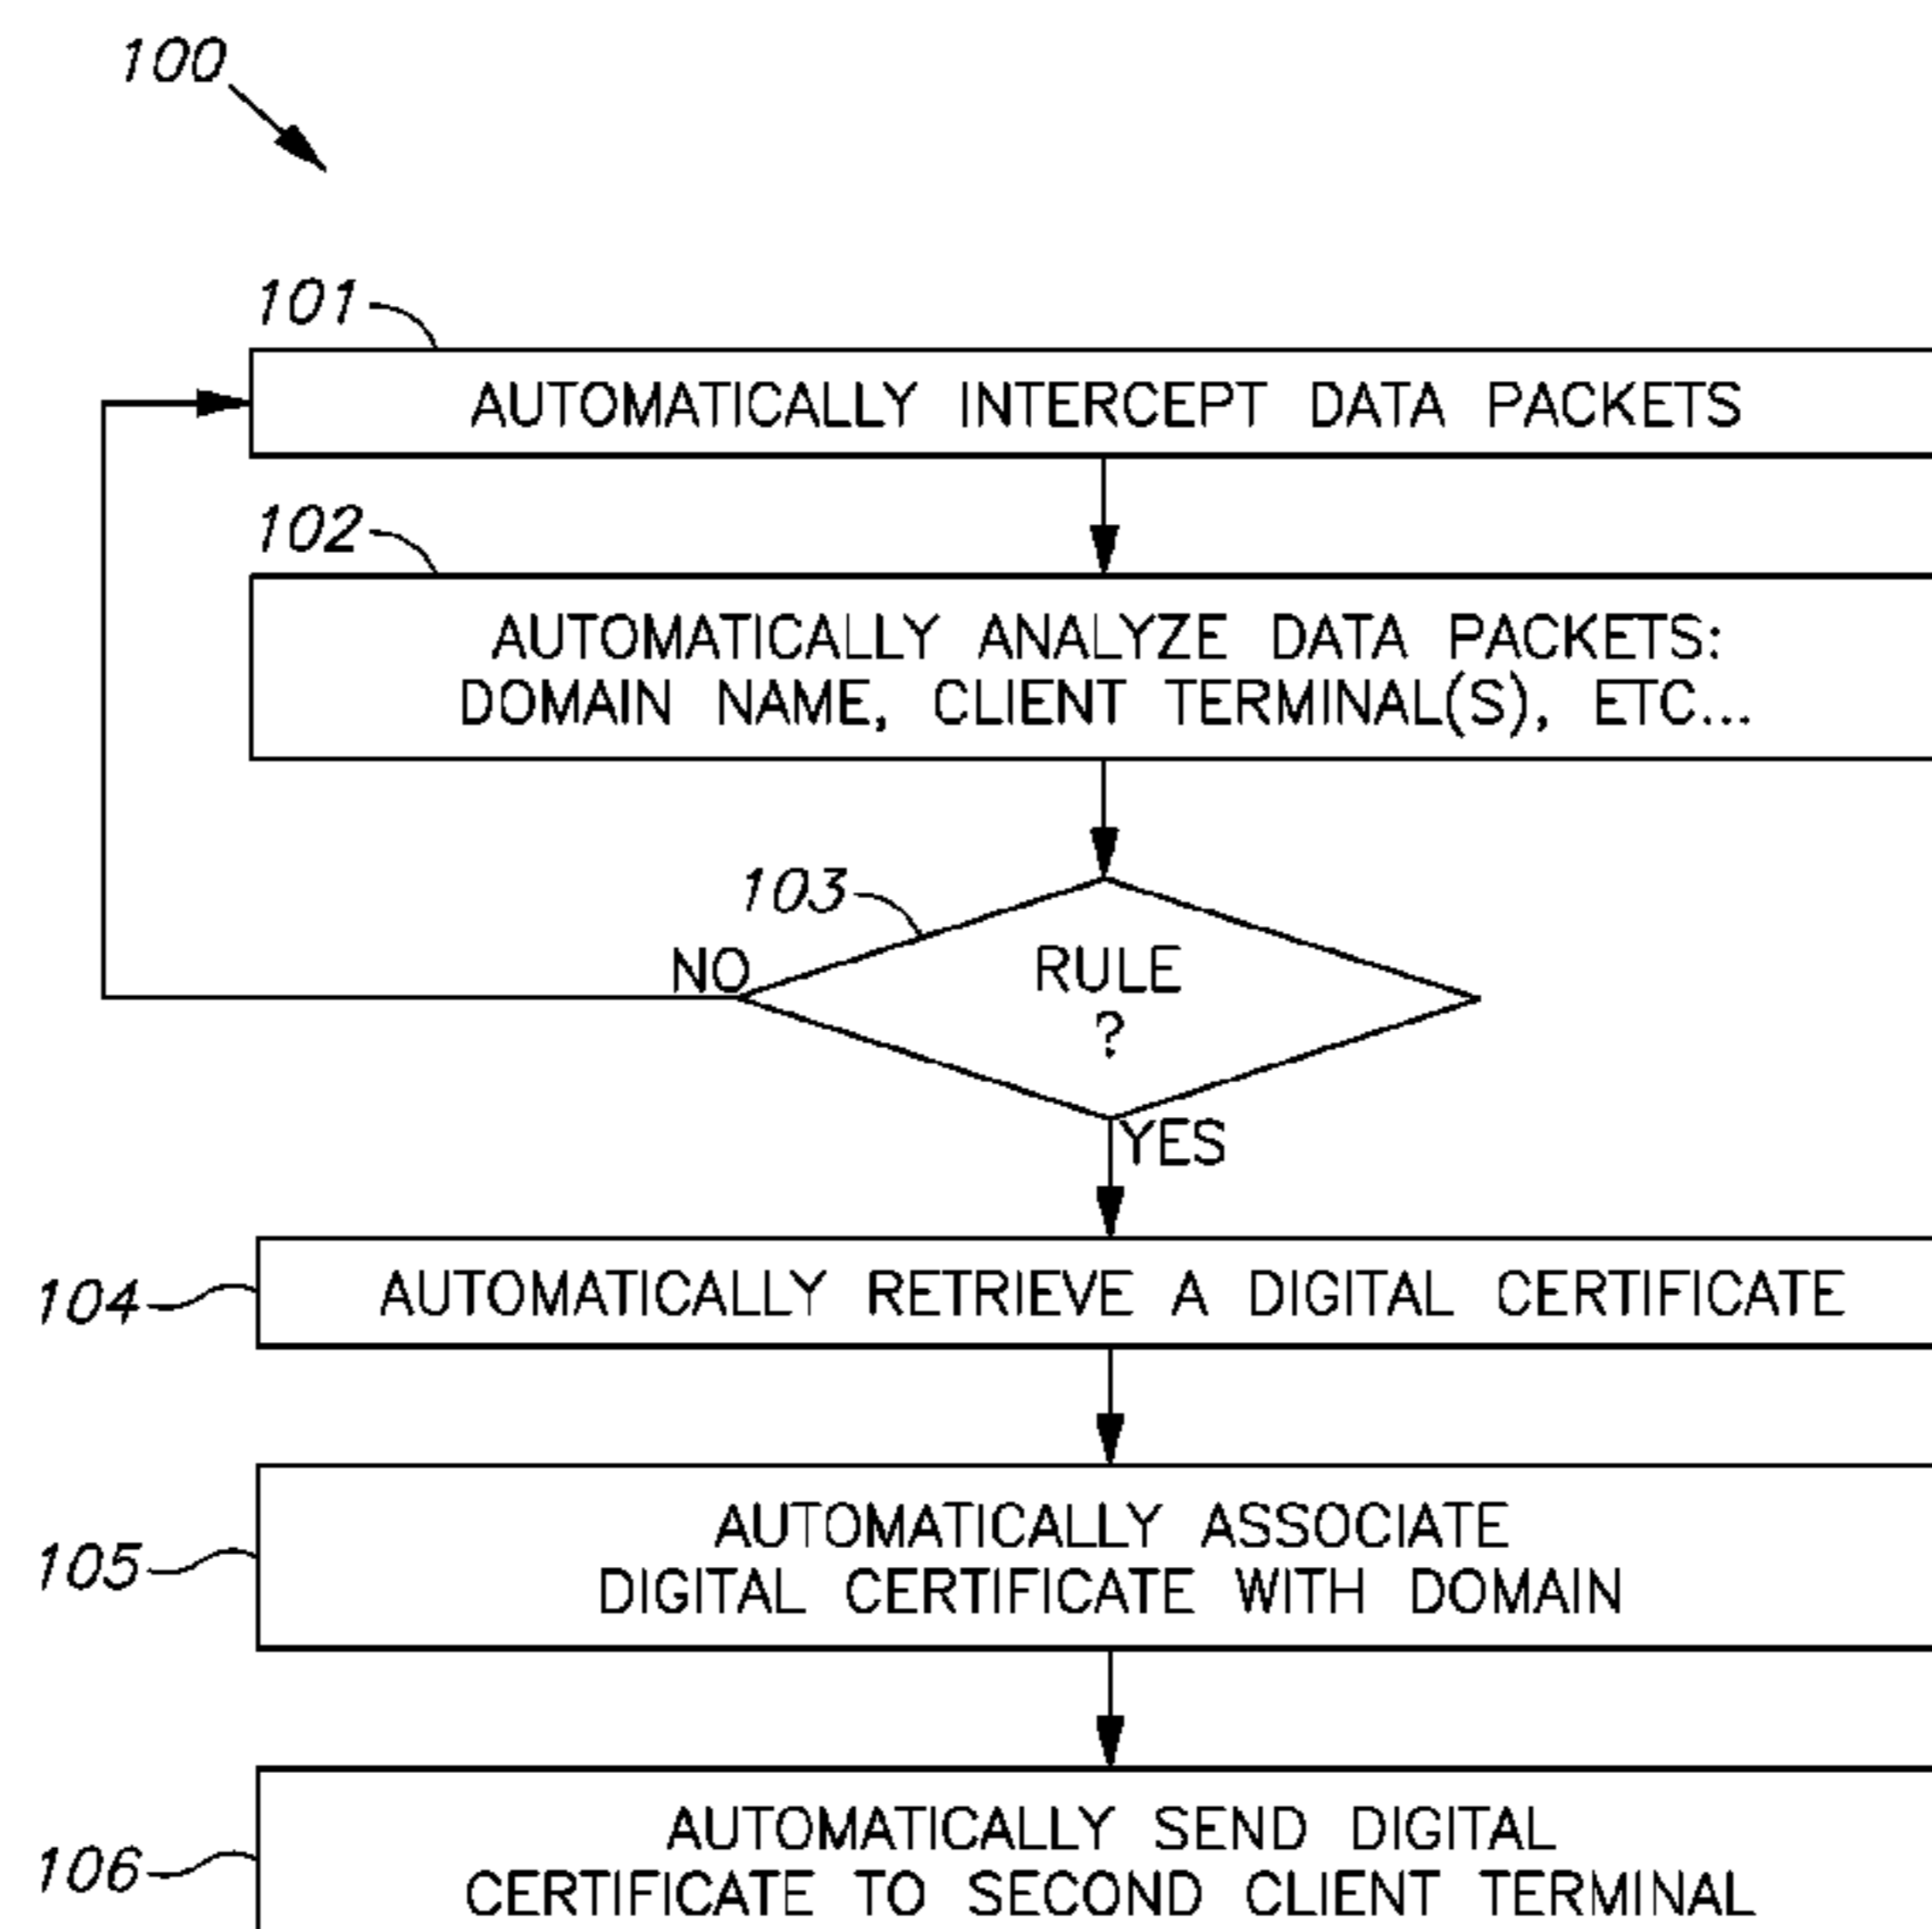 100
101
AUTOMATICALLY INTERCEPT DATA PACKETS
102
AUTOMATICALLY ANALYZE DATA PACKETS:
DOMAIN NAME, CLIENT TERMINAL(S), ETC...
103
NO
RULE
?
YES
104
AUTOMATICALLY RETRIEVE A DIGITAL CERTIFICATE
105
AUTOMATICALLY ASSOCIATE
DIGITAL CERTIFICATE WITH DOMAIN
106
AUTOMATICALLY SEND DIGITAL
CERTIFICATE TO SECOND CLIENT TERMINAL